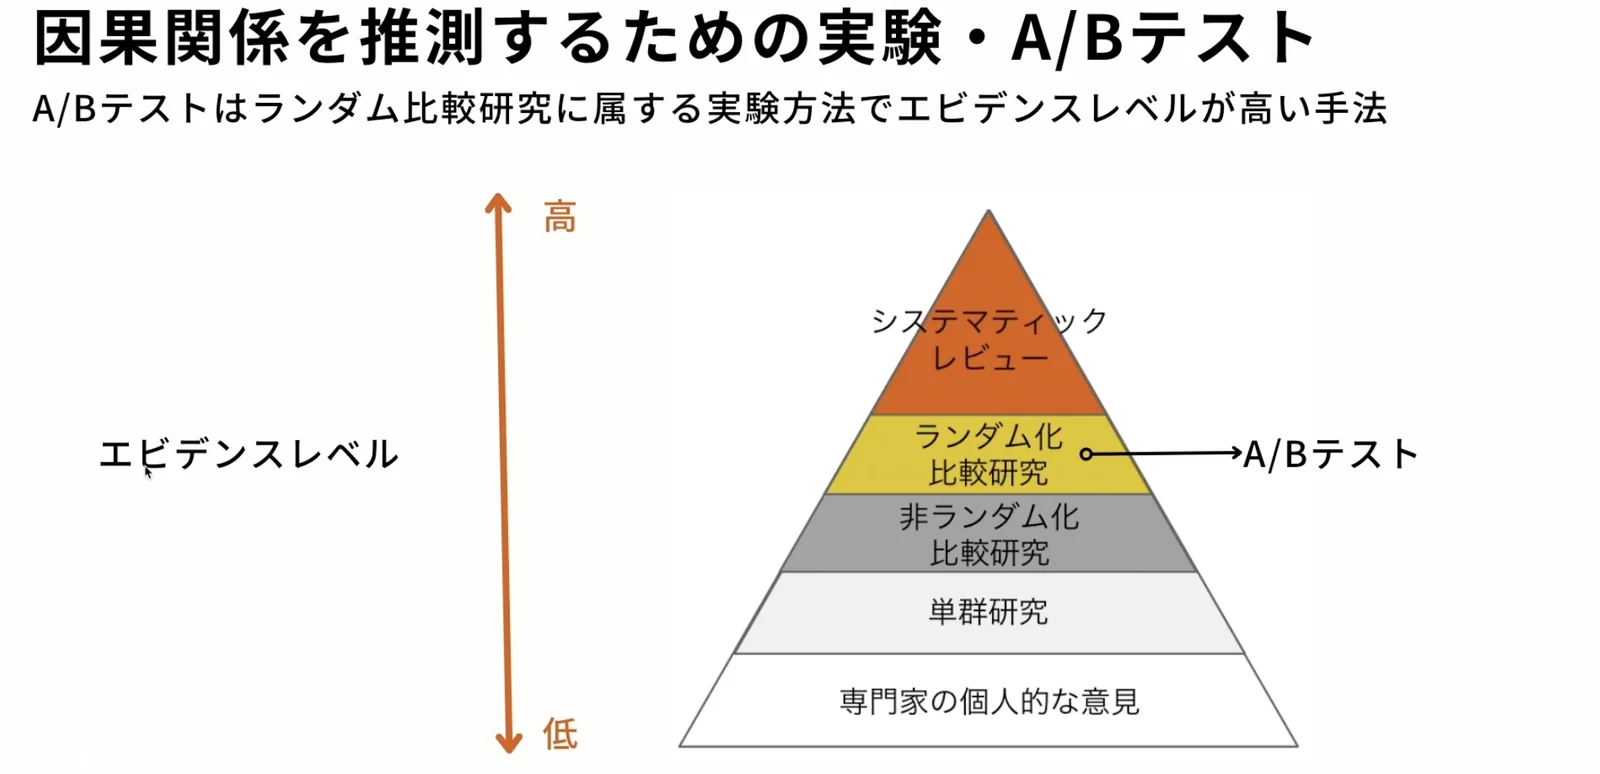 因果関係を推測するための実験・A/Bテスト
A/Bテストはランダム比較研究に属する実験方法でエビデンスレベルが高い手法
高
システマティック
レビュー
ランダム化
比較研究
エビデンスレベル
A/Bテスト
非ランダム化
比較研究
単群研究
専門家の個人的な意見
低